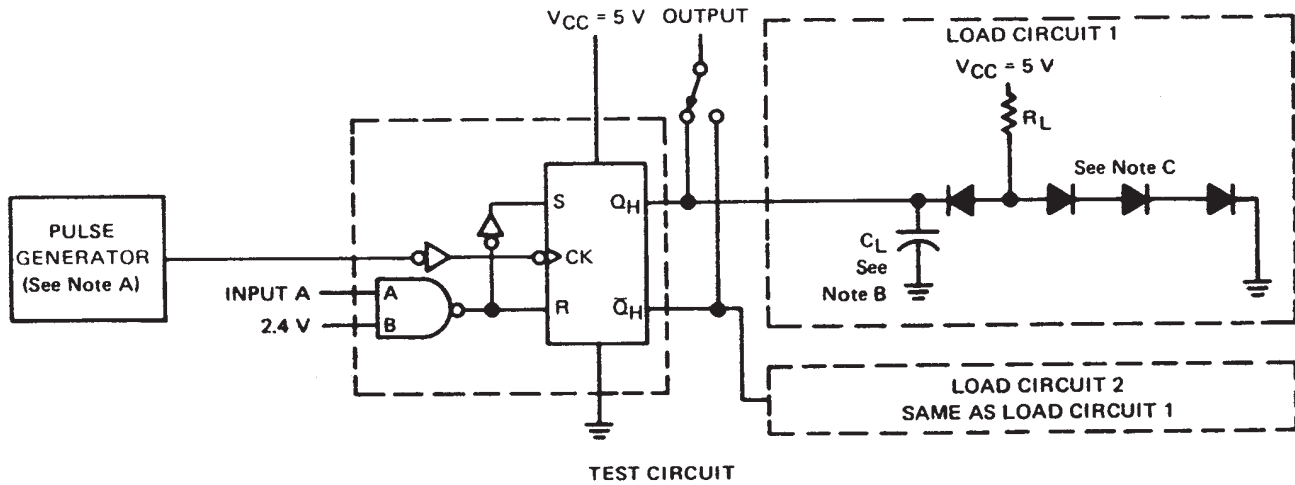 VCC = 5 V OUTPUT
LOAD CIRCUIT 1
VCC = 5 V
RL
See Note C
PULSE
GENERATOR
(See Note A)
S
QH
CK
CL
See
Note B
INPUT A
A
2.4 V
B
R
Q̅H
LOAD CIRCUIT 2
SAME AS LOAD CIRCUIT 1
TEST CIRCUIT